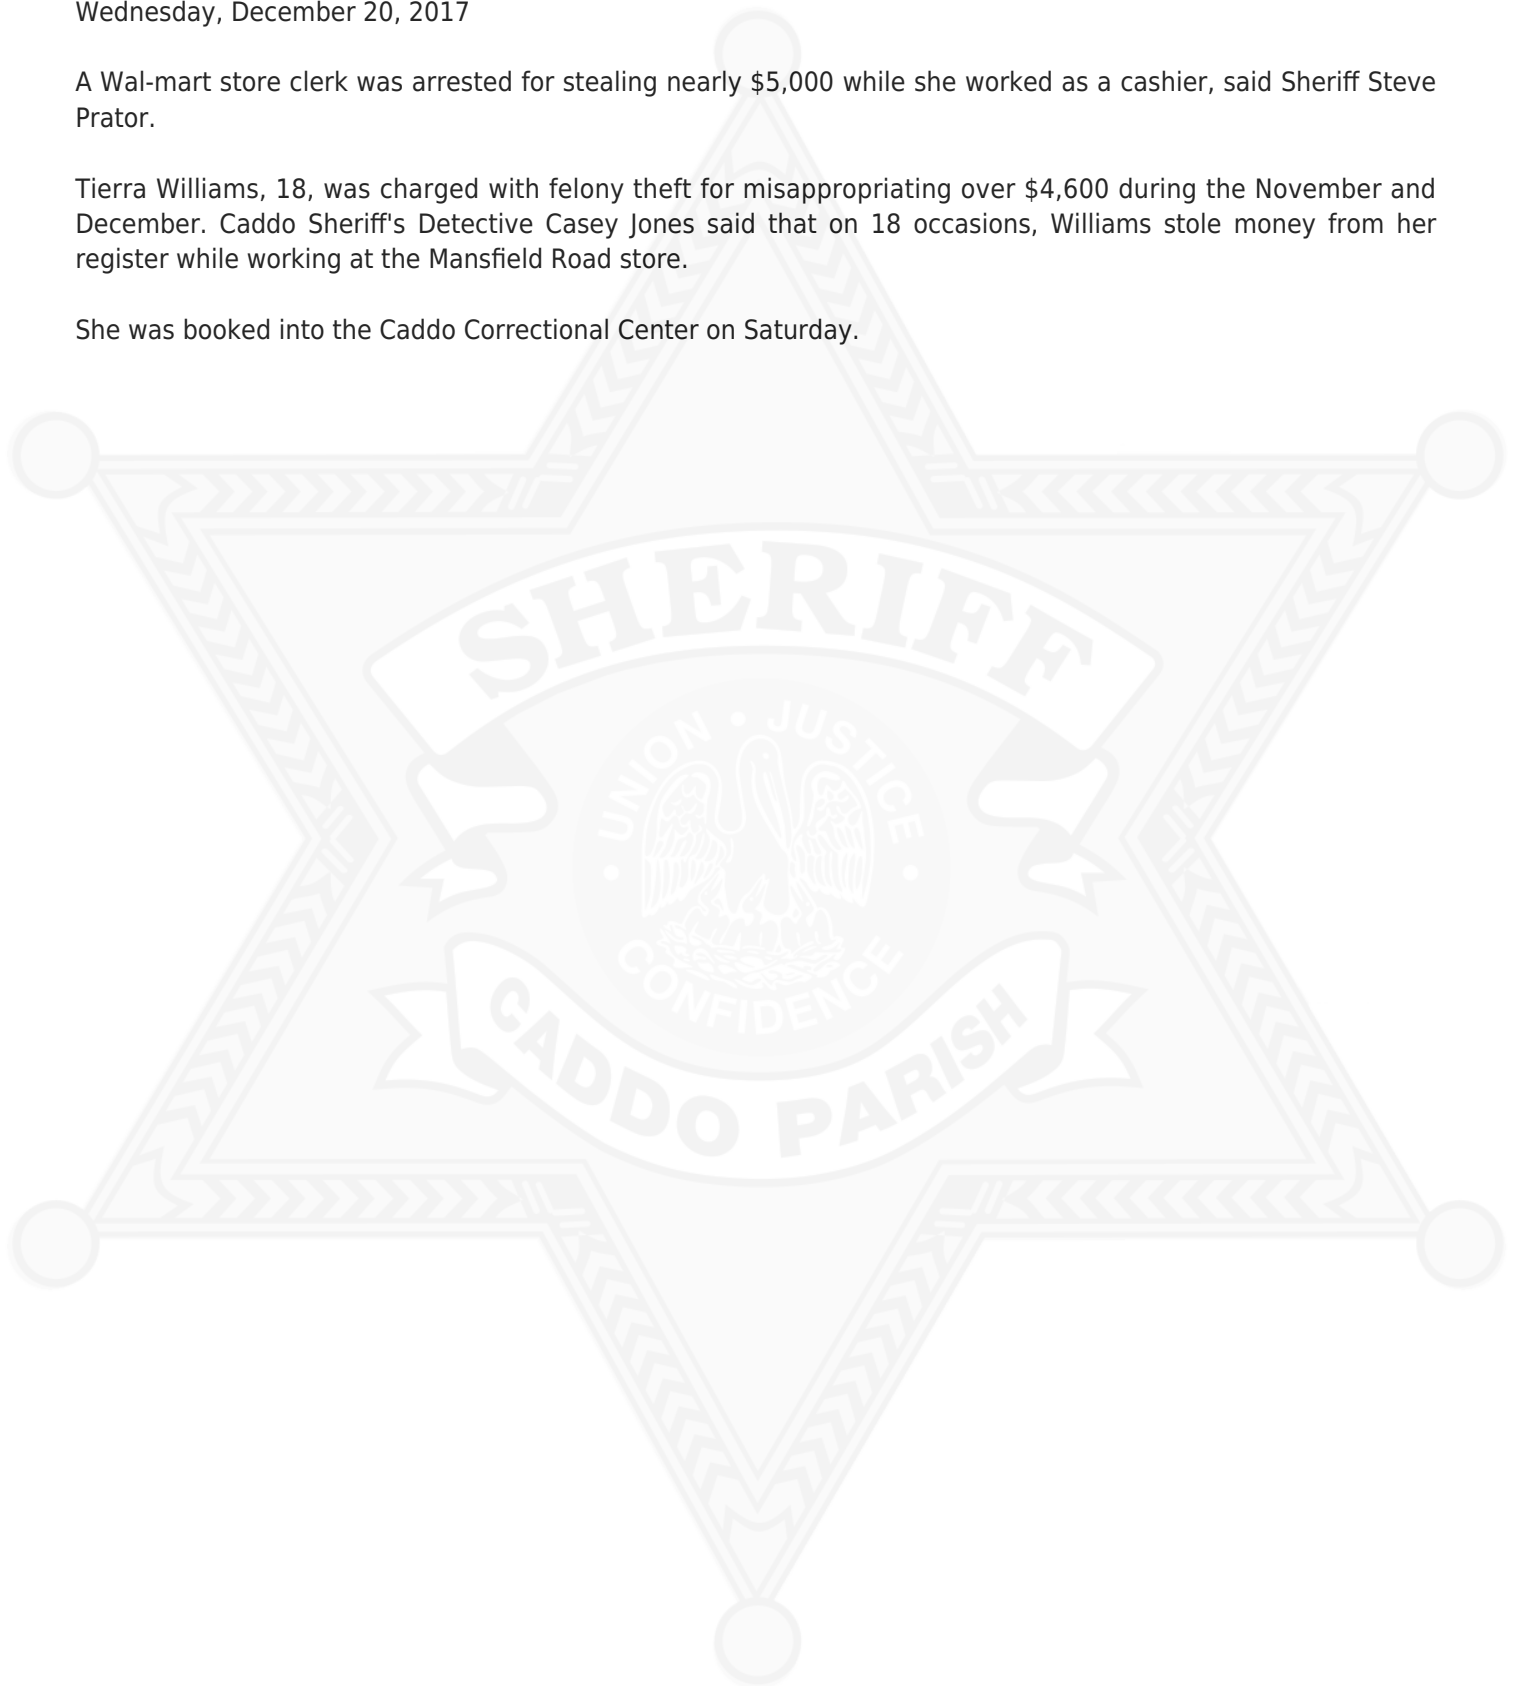 Wednesday, December 20, 2017
A Wal-mart store clerk was arrested for stealing nearly $5,000 while she worked as a cashier, said Sheriff Steve
Prator.
Tierra Williams, 18, was charged with felony theft for misappropriating over $4,600 during the November and
December. Caddo Sheriff's Detective Casey Jones said that on 18 occasions, Williams stole money from her
register while working at the Mansfield Road store.
She was booked into the Caddo Correctional Center on Saturday.
SHERIFF
UNION • JUSTICE
• CONFIDENCE •
CADDO PARISH